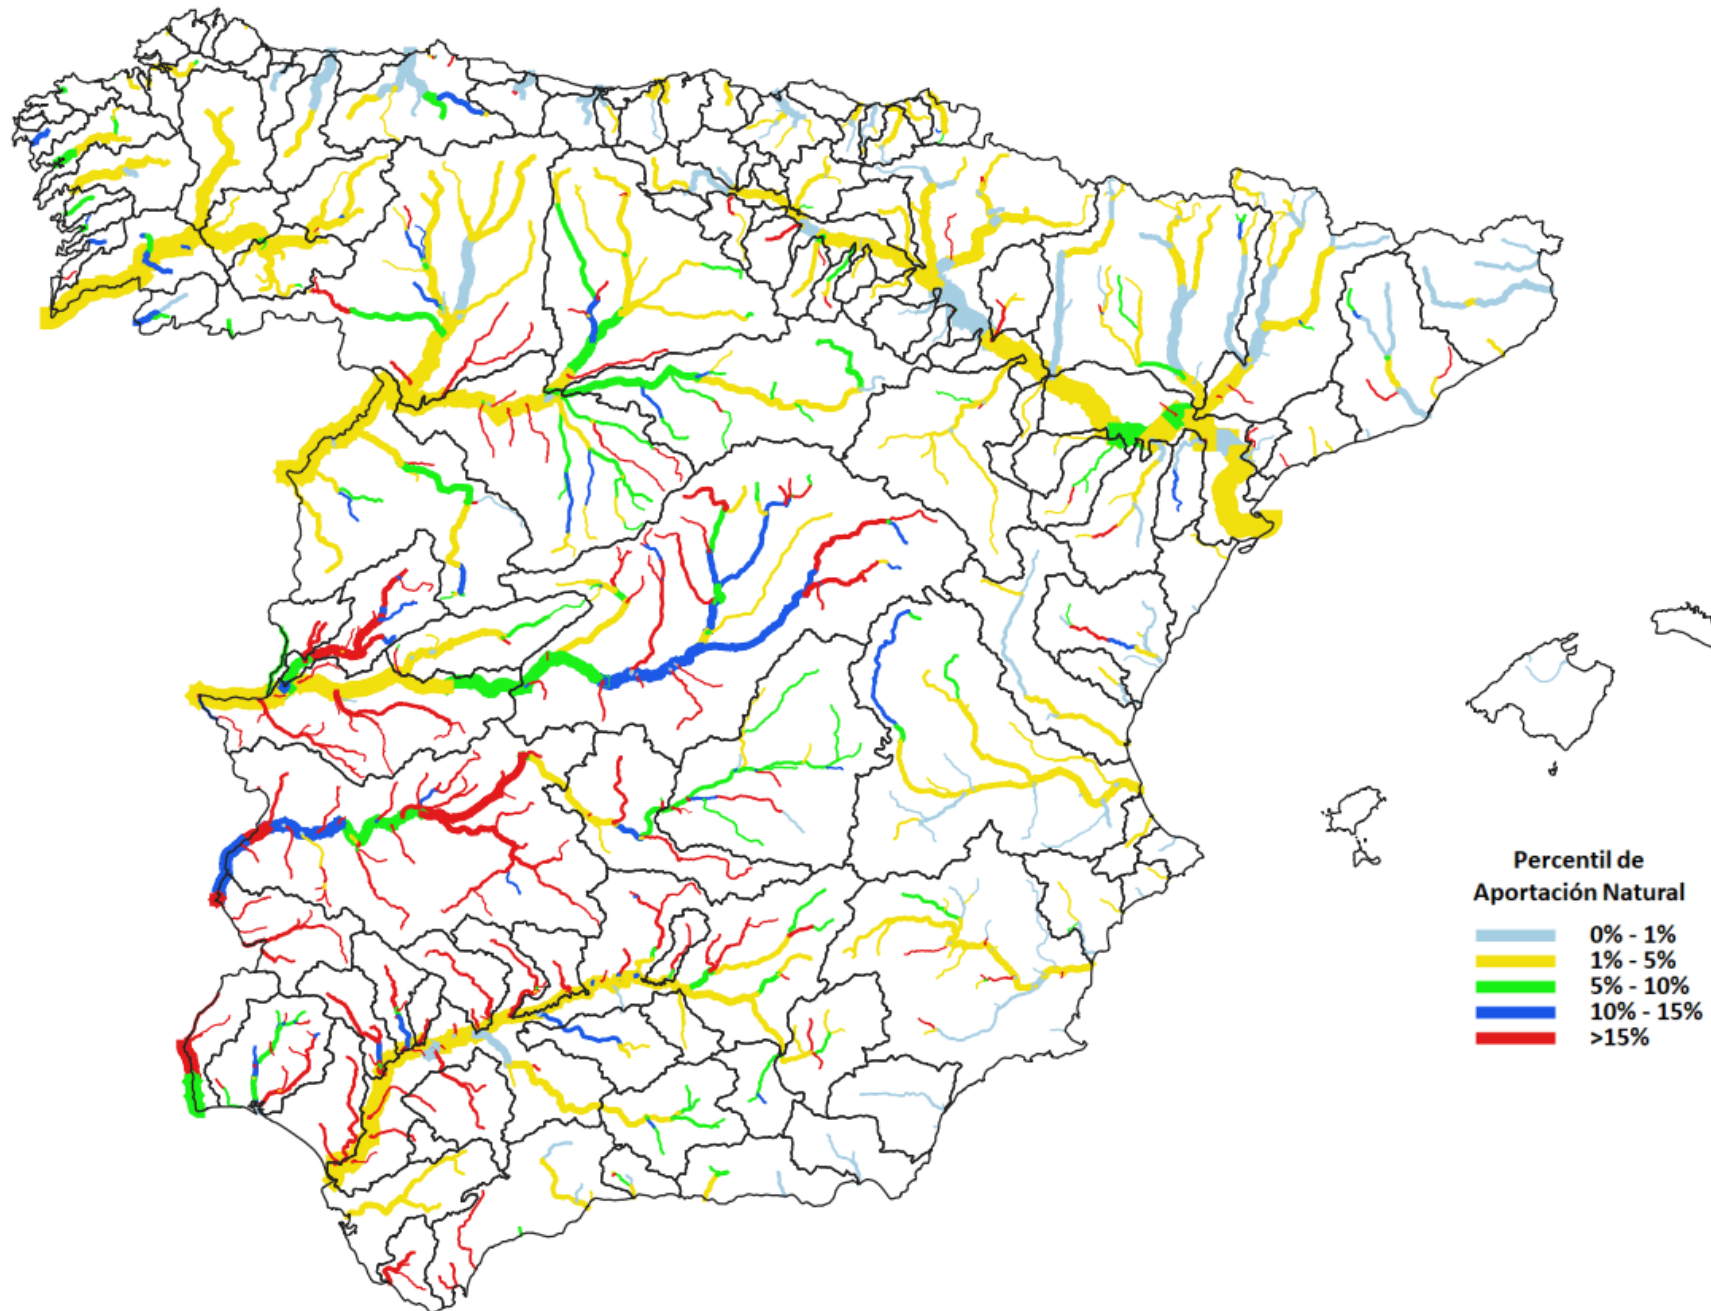 Percentil de
Aportación Natural
0% - 1%
1% - 5%
5% - 10%
10% - 15%
>15%